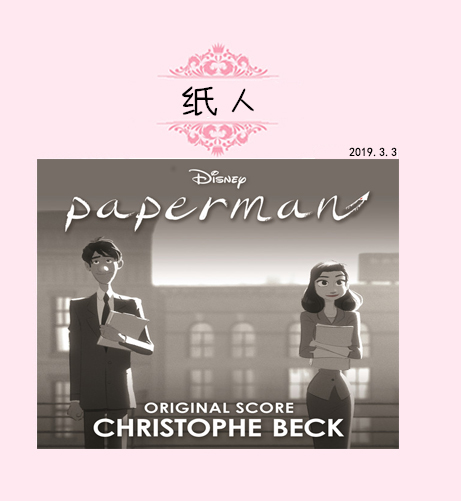 纸人
2019.3.3
Disney
paperman
ORIGINAL SCORE
CHRISTOPHE BECK